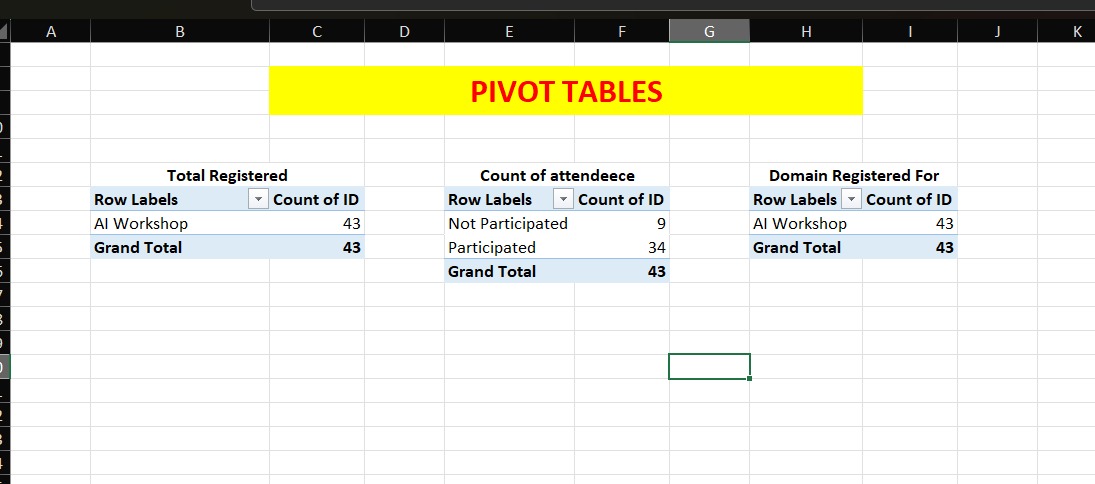 A B C D E F G H I J K
PIVOT TABLES
Total Registered Count of attendeece Domain Registered For
Row Labels Count of ID Row Labels Count of ID Row Labels Count of ID
AI Workshop 43 Not Participated 9 AI Workshop 43
Grand Total 43 Participated 34 Grand Total 43
Grand Total 43